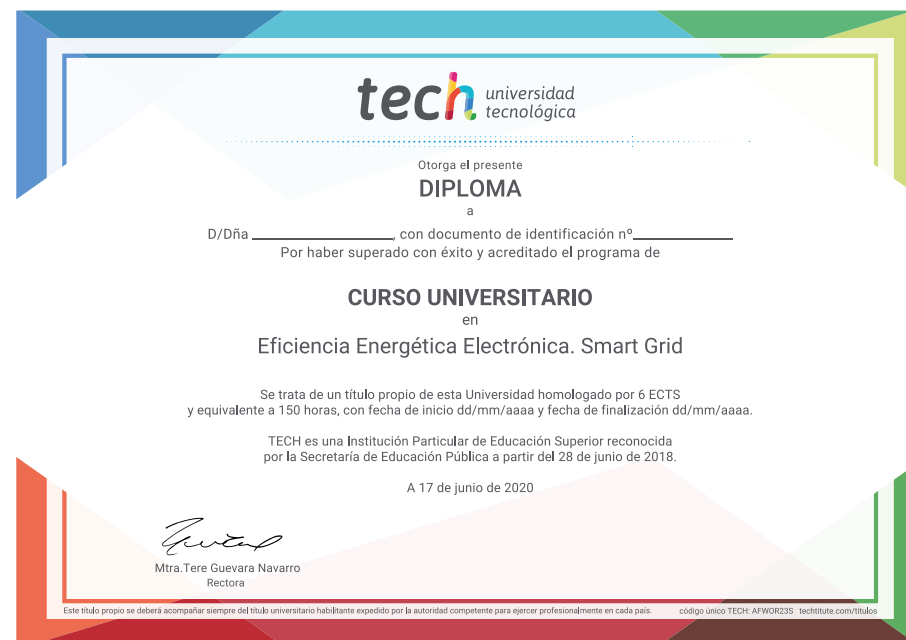 tech universidad
tecnológica
Otorga el presente
DIPLOMA
a
D/Dña , con documento de identificación nº
Por haber superado con éxito y acreditado el programa de
CURSO UNIVERSITARIO
en
Eficiencia Energética Electrónica. Smart Grid
Se trata de un título propio de esta Universidad homologado por 6 ECTS
y equivalente a 150 horas, con fecha de inicio dd/mm/aaaa y fecha de finalización dd/mm/aaaa.
TECH es una Institución Particular de Educación Superior reconocida
por la Secretaría de Educación Pública a partir del 28 de junio de 2018.
A 17 de junio de 2020
Mtra.Tere Guevara Navarro
Rectora
Este título propio se deberá acompañar siempre del título universitario habilitante expedido por la autoridad competente para ejercer profesionalmente en cada país. código único TECH: AFWOR23S techtitute.com/titulos